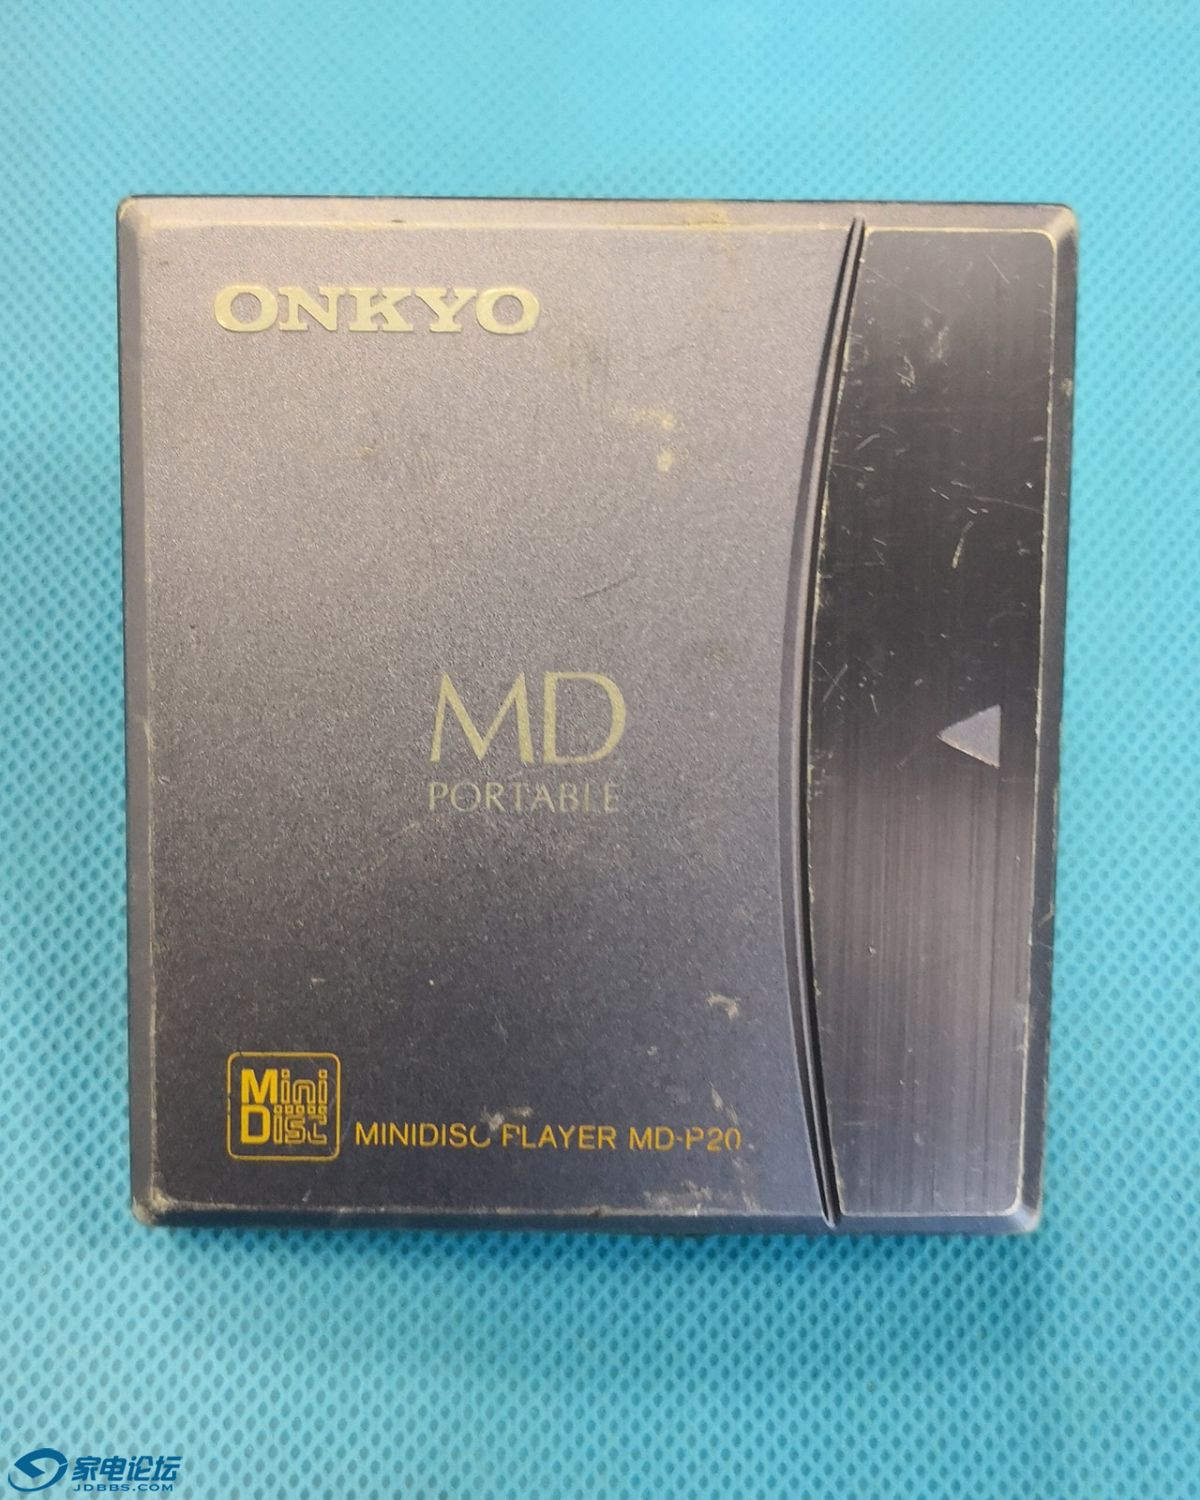 ONKYO
MD
PORTABLE
Mini
Disc
MINIDISC PLAYER MD-P20
家电论坛
JDBBS.COM